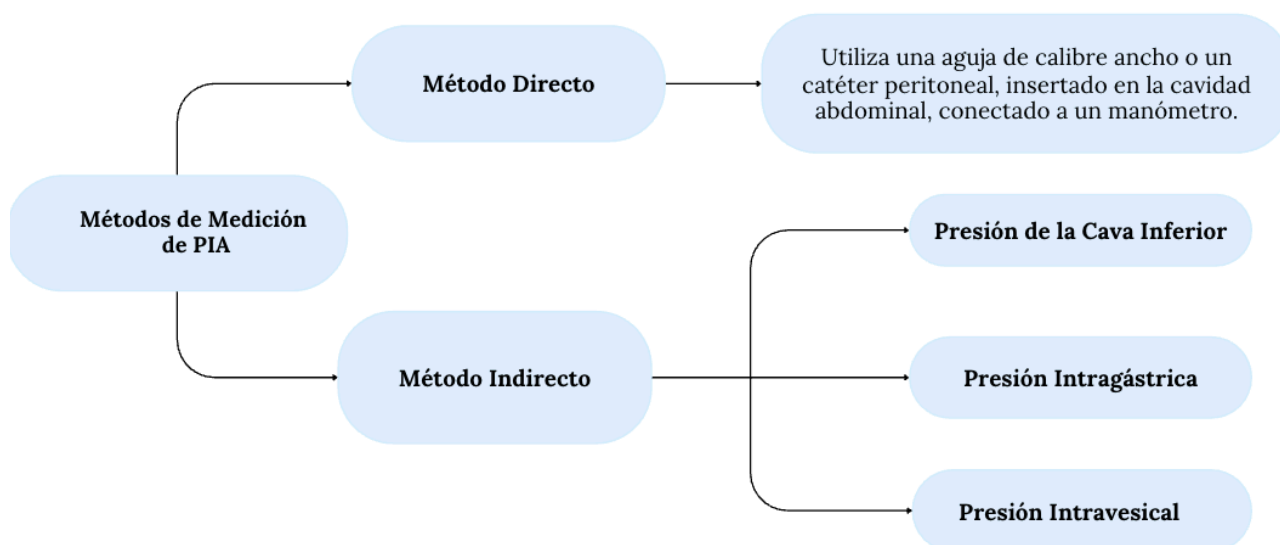 Métodos de Medición
de PIA
Método Directo
Utiliza una aguja de calibre ancho o un
catéter peritoneal, insertado en la cavidad
abdominal, conectado a un manómetro.
Método Indirecto
Presión de la Cava Inferior
Presión Intragástrica
Presión Intravesical